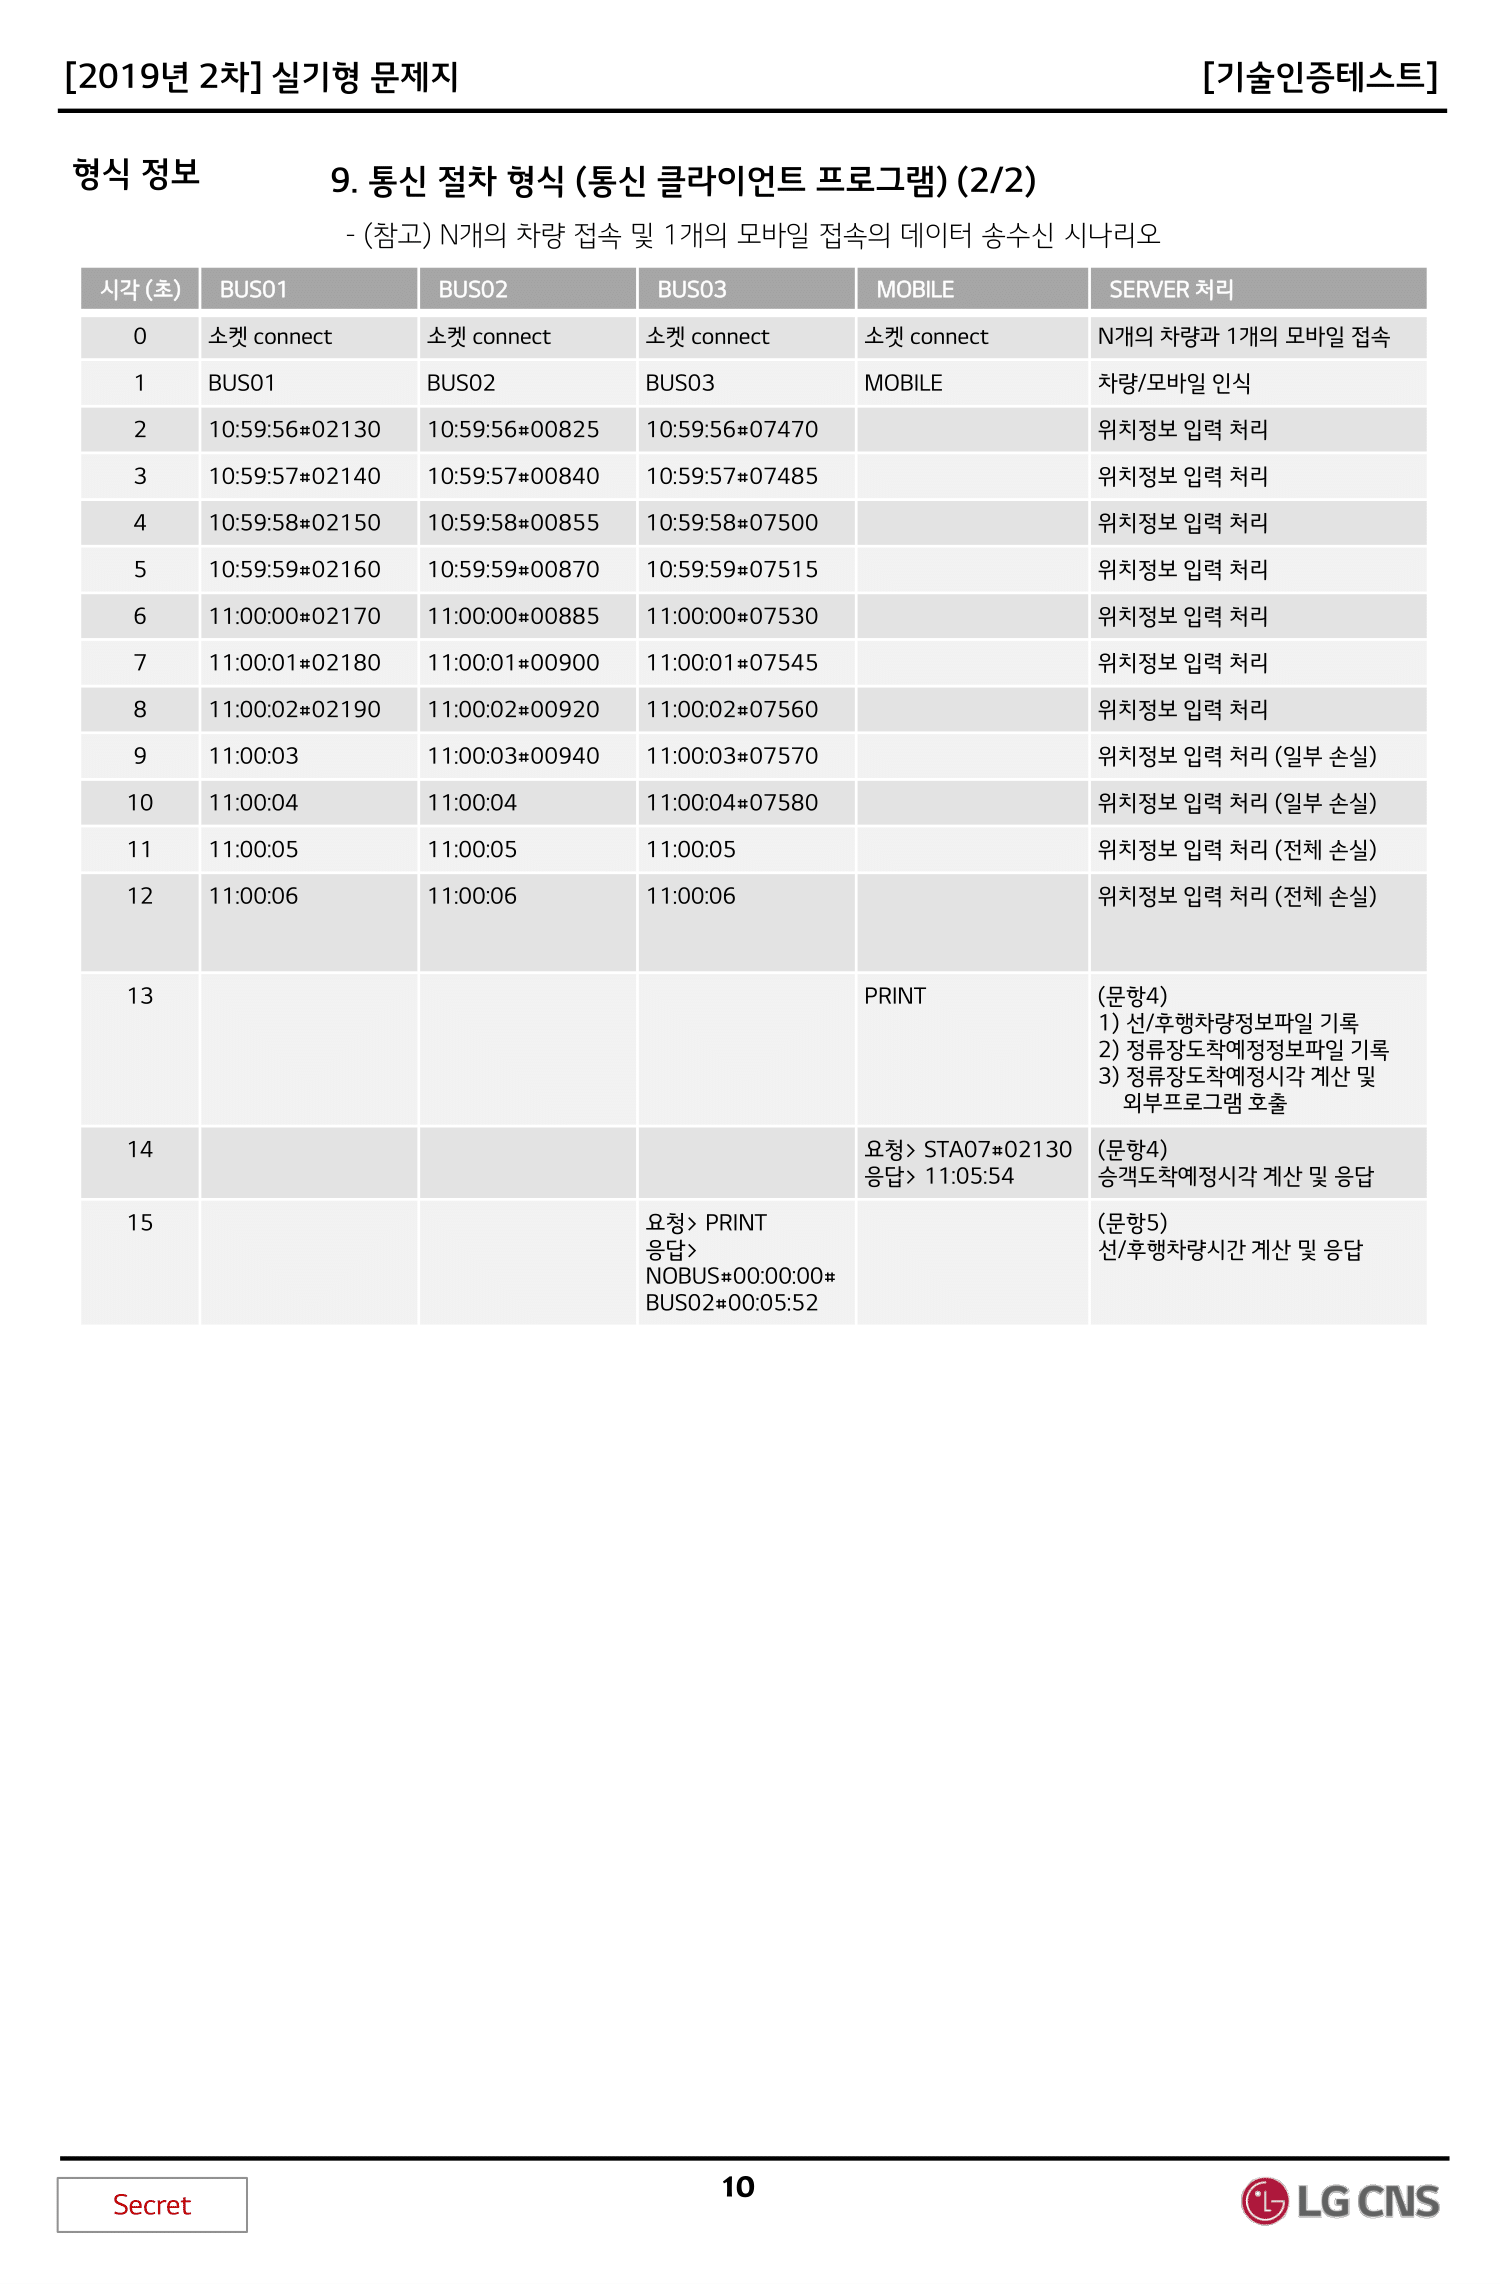 [2019년 2차] 실기형 문제지 [기술인증테스트]
형식 정보
9. 통신 절차 형식 (통신 클라이언트 프로그램) (2/2)
- (참고) N개의 차량 접속 및 1개의 모바일 접속의 데이터 송수신 시나리오
시각 (초) BUS01 BUS02 BUS03 MOBILE SERVER 처리
0 소켓 connect 소켓 connect 소켓 connect 소켓 connect N개의 차량과 1개의 모바일 접속
1 BUS01 BUS02 BUS03 MOBILE 차량/모바일 인식
2 10:59:56#02130 10:59:56#00825 10:59:56#07470 위치정보 입력 처리
3 10:59:57#02140 10:59:57#00840 10:59:57#07485 위치정보 입력 처리
4 10:59:58#02150 10:59:58#00855 10:59:58#07500 위치정보 입력 처리
5 10:59:59#02160 10:59:59#00870 10:59:59#07515 위치정보 입력 처리
6 11:00:00#02170 11:00:00#00885 11:00:00#07530 위치정보 입력 처리
7 11:00:01#02180 11:00:01#00900 11:00:01#07545 위치정보 입력 처리
8 11:00:02#02190 11:00:02#00920 11:00:02#07560 위치정보 입력 처리
9 11:00:03 11:00:03#00940 11:00:03#07570 위치정보 입력 처리 (일부 손실)
10 11:00:04 11:00:04 11:00:04#07580 위치정보 입력 처리 (일부 손실)
11 11:00:05 11:00:05 11:00:05 위치정보 입력 처리 (전체 손실)
12 11:00:06 11:00:06 11:00:06 위치정보 입력 처리 (전체 손실)
13 PRINT (문항4)
1) 선/후행차량정보파일 기록
2) 정류장도착예정정보파일 기록
3) 정류장도착예정시각 계산 및
외부프로그램 호출
14 요청> STA07#02130 (문항4)
응답> 11:05:54 승객도착예정시각 계산 및 응답
15 요청> PRINT (문항5)
응답> 선/후행차량시간 계산 및 응답
NOBUS#00:00:00#
BUS02#00:05:52
Secret
10
LG CNS